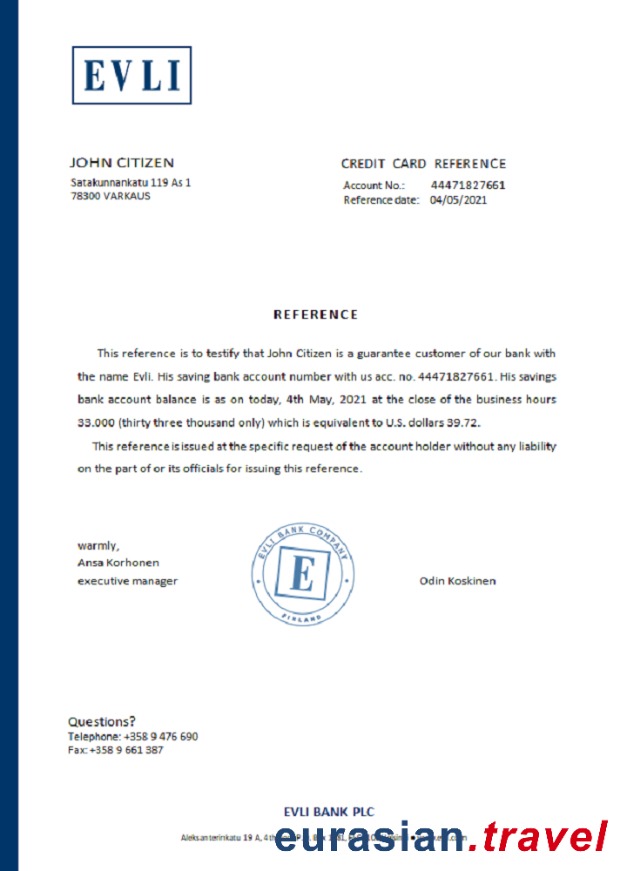 EVLI
JOHN CITIZEN
Satakunnankatu 119 As 1
78300 VARKAUS
CREDIT CARD REFERENCE
Account No.: 44471827661
Reference date: 04/05/2021
REFERENCE
This reference is to testify that John Citizen is a guarantee customer of our bank with
the name Evli. His saving bank account number with us acc. no. 44471827661. His savings
bank account balance is as on today, 4th May, 2021 at the close of the business hours
33.000 (thirty three thousand only) which is equivalent to U.S. dollars 39.72.
This reference is issued at the specific request of the account holder without any liability
on the part of or its officials for issuing this reference.
warmly,
Ansa Korhonen
executive manager
EVLI BANK COMPANY
E
FINLAND
Odin Koskinen
Questions?
Telephone: +358 9 476 690
Fax: +358 9 661 387
EVLI BANK PLC
Aleksanterinkatu 19 A, 4th
eurasian.travel